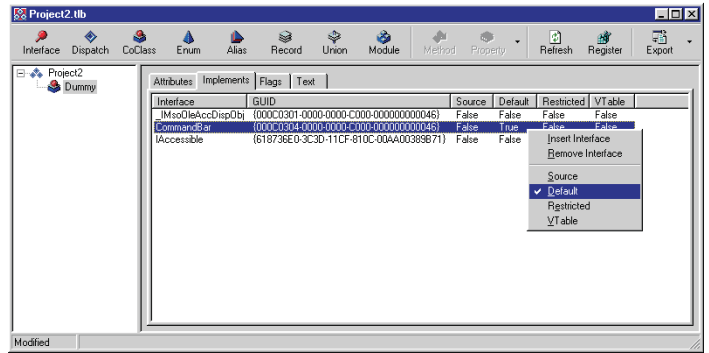 Project2.tlb
Interface Dispatch CoClass Enum Alias Record Union Module Method Property Refresh Register Export
Project2
Dummy
Attributes Implements Flags Text
Interface GUID Source Default Restricted VTable
_IMsoOleAccDispObj {000C0301-0000-0000-C000-000000000046} False False False False
CommandBar {000C0304-0000-0000-C000-000000000046} False True False False
IAccessible {618736E0-3C3D-11CF-810C-00AA00389B71} False False
Insert Interface
Remove Interface
Source
Default
Restricted
VTable
Modified